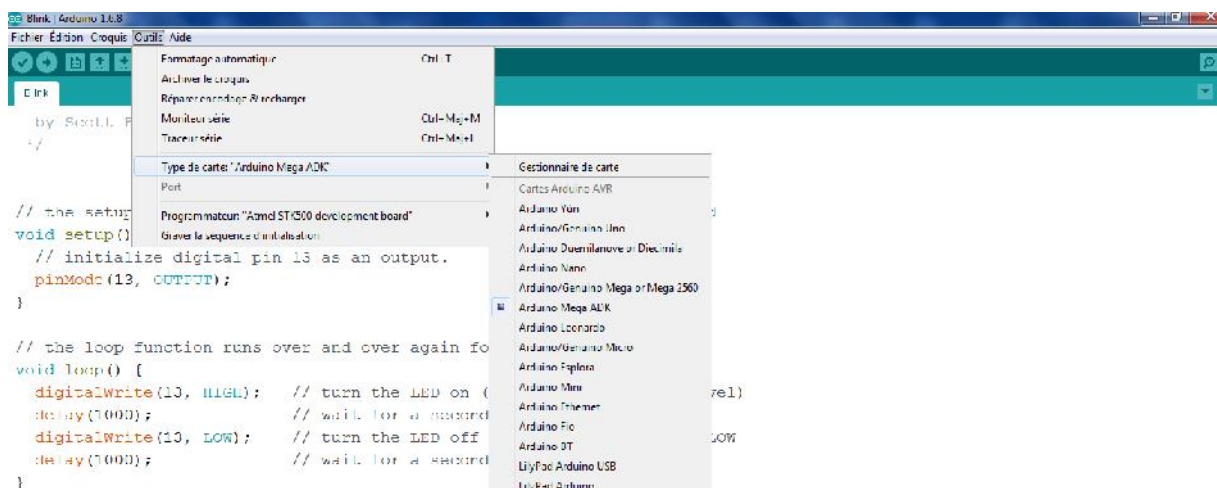 Blink | Arduino 1.6.8
Fichier Édition Croquis Outils Aide
Formatage automatique Ctrl+T
Archiver le croquis
Réparer encodage & recharger
Moniteur série Ctrl+Maj+M
Traceur série Ctrl+Maj+L
Type de carte: "Arduino Mega ADK"
Port
Programmateur: "Atmel STK500 development board"
Graver la séquence d'initialisation
Gestionnaire de carte
Cartes Arduino AVR
Arduino Yún
Arduino/Genuino Uno
Arduino Duemilanove or Diecimila
Arduino Nano
Arduino/Genuino Mega or Mega 2560
Arduino Mega ADK
Arduino Leonardo
Arduino/Genuino Micro
Arduino Esplora
Arduino Mini
Arduino Ethernet
Arduino Fio
Arduino BT
LilyPad Arduino USB
LilyPad Arduino
Blink
by Scott
*/
// the setup
void setup()
// initialize digital pin 13 as an output.
pinMode(13, OUTPUT);
}
// the loop function runs over and over again fo
void loop() {
digitalWrite(13, HIGH); // turn the LED on ( vel)
delay(1000); // wait for a second
digitalWrite(13, LOW); // turn the LED off LOW
delay(1000); // wait for a second
}